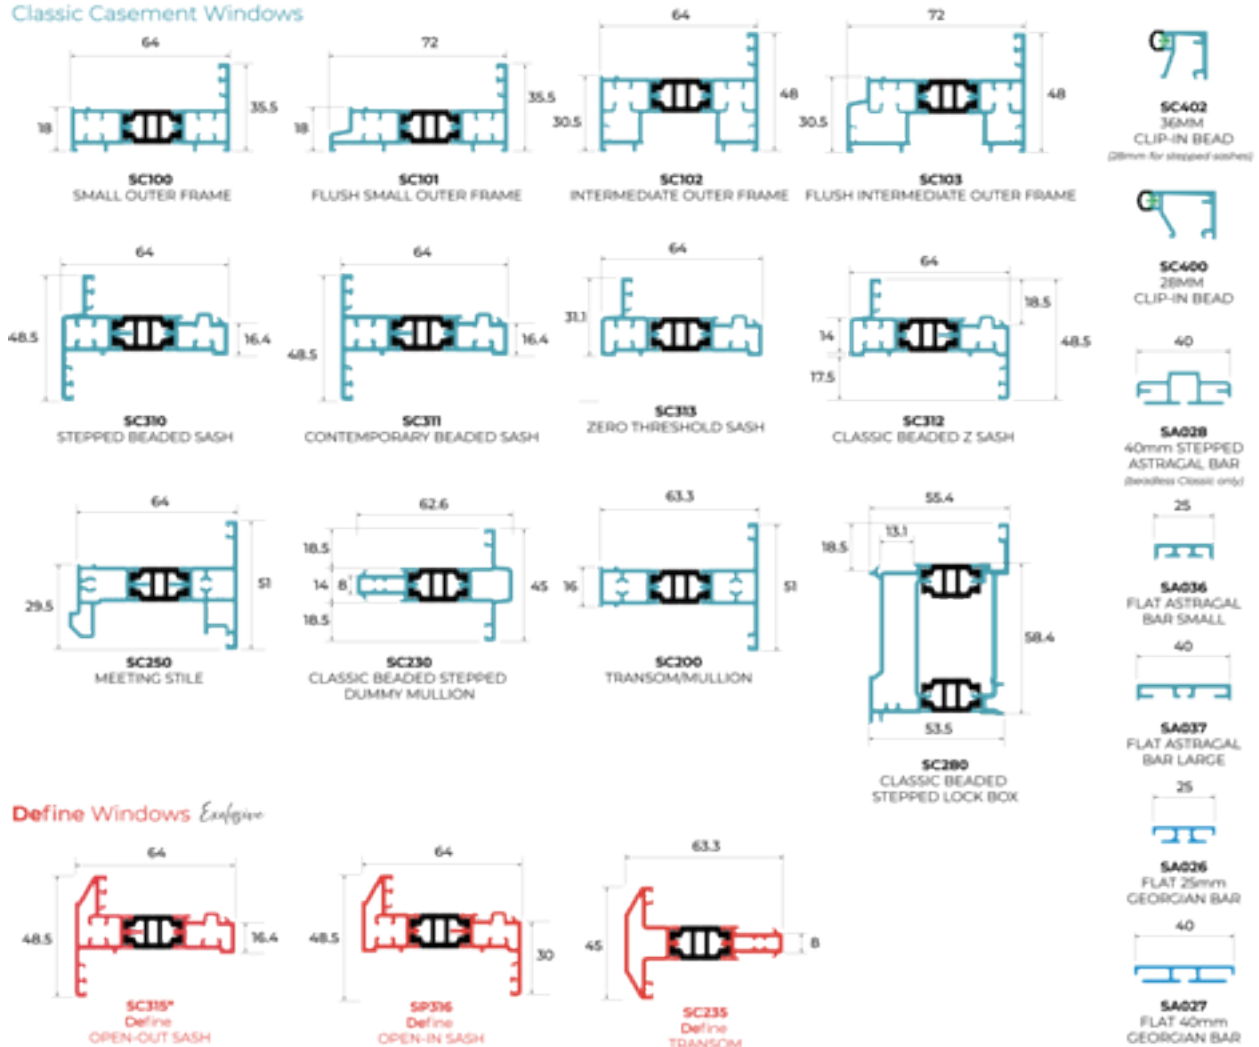 Classic Casement Windows
64
18
35.5
SC100
SMALL OUTER FRAME
72
18
35.5
SC101
FLUSH SMALL OUTER FRAME
64
30.5
48
SC102
INTERMEDIATE OUTER FRAME
72
30.5
48
SC103
FLUSH INTERMEDIATE OUTER FRAME
SC402
36MM
CLIP-IN BEAD
(28mm for stepped sashes)
64
48.5
16.4
SC310
STEPPED BEADED SASH
64
48.5
16.4
SC311
CONTEMPORARY BEADED SASH
64
31.1
SC313
ZERO THRESHOLD SASH
64
14
17.5
18.5
48.5
SC312
CLASSIC BEADED Z SASH
SC400
28MM
CLIP-IN BEAD
40
SA028
40mm STEPPED
ASTRAGAL BAR
(beadless Classic only)
64
29.5
51
SC250
MEETING STILE
62.6
18.5
14
8
18.5
45
SC230
CLASSIC BEADED STEPPED
DUMMY MULLION
63.3
16
51
SC200
TRANSOM/MULLION
55.4
18.5
13.1
58.4
53.5
SC280
CLASSIC BEADED
STEPPED LOCK BOX
25
SA036
FLAT ASTRAGAL
BAR SMALL
40
SA037
FLAT ASTRAGAL
BAR LARGE
25
SA026
FLAT 25mm
GEORGIAN BAR
40
SA027
FLAT 40mm
GEORGIAN BAR
Define Windows Exclusive
64
48.5
16.4
SC315*
Define
OPEN-OUT SASH
64
48.5
30
SP316
Define
OPEN-IN SASH
63.3
45
8
SC235
Define
TRANSOM